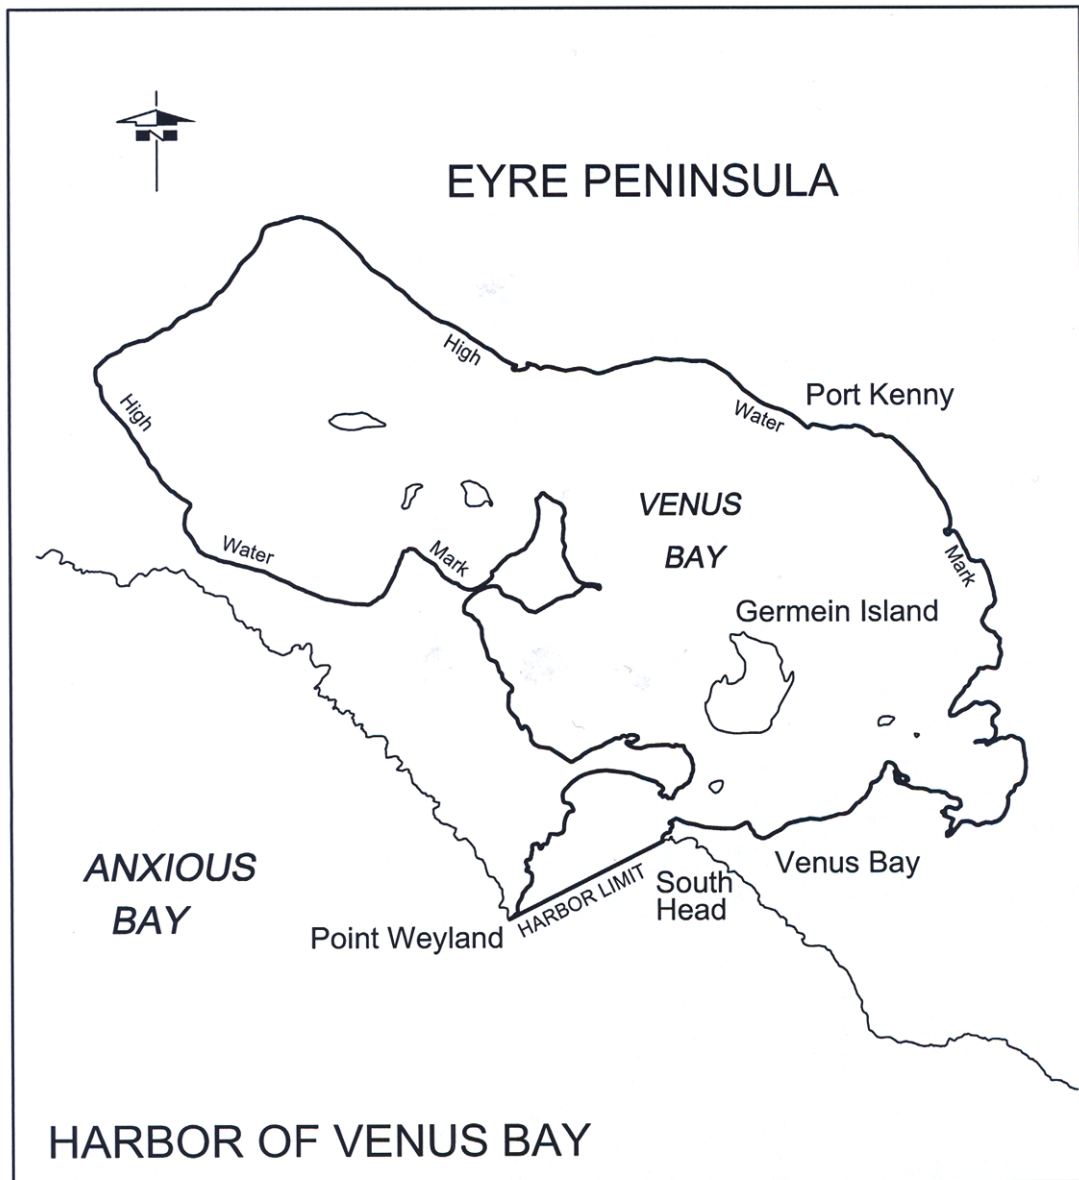 N
EYRE PENINSULA
High
High
Water
Port Kenny
VENUS
BAY
Water
Mark
Mark
Germein Island
ANXIOUS
BAY
Venus Bay
South
Head
HARBOR LIMIT
Point Weyland
HARBOR OF VENUS BAY